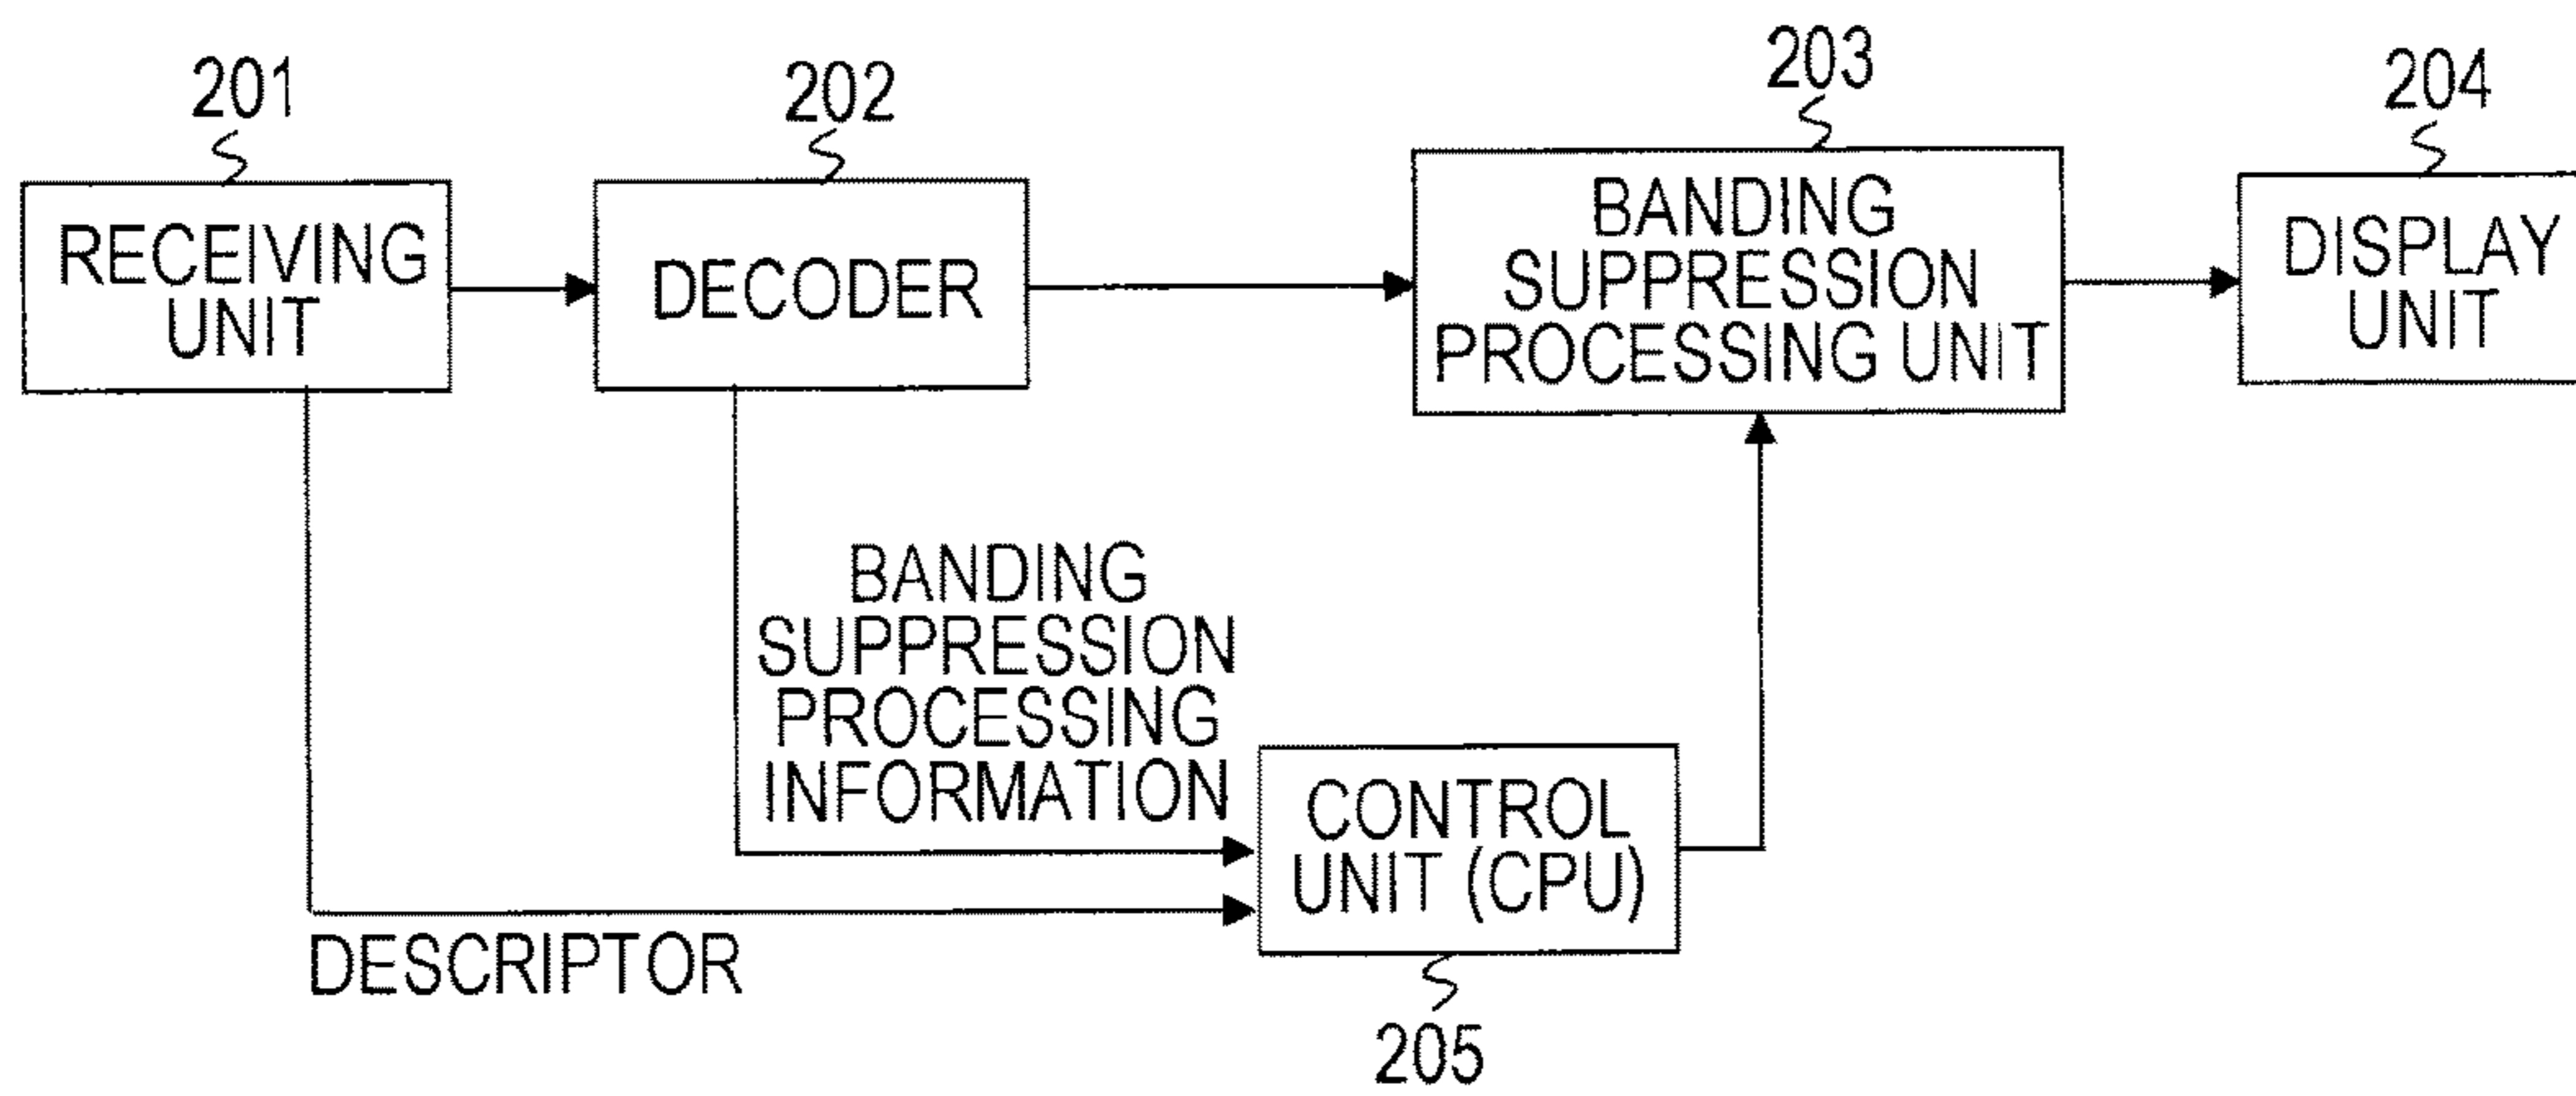 201
202
203
204
RECEIVING
UNIT
DECODER
BANDING
SUPPRESSION
PROCESSING UNIT
DISPLAY
UNIT
BANDING
SUPPRESSION
PROCESSING
INFORMATION
CONTROL
UNIT (CPU)
DESCRIPTOR
205